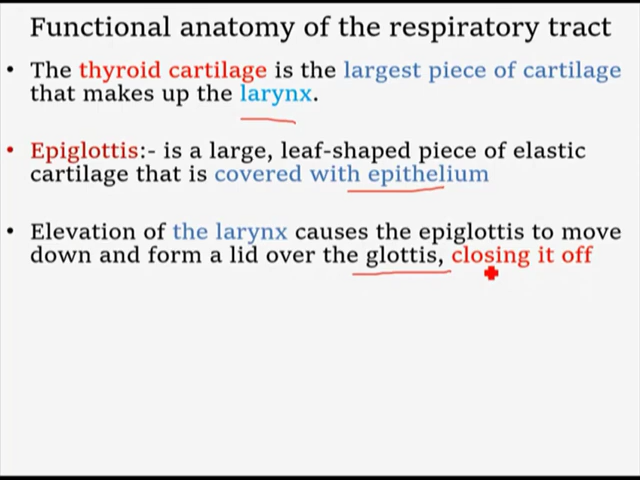 Functional anatomy of the respiratory tract
• The thyroid cartilage is the largest piece of cartilage
that makes up the larynx.
• Epiglottis:- is a large, leaf-shaped piece of elastic
cartilage that is covered with epithelium
• Elevation of the larynx causes the epiglottis to move
down and form a lid over the glottis, closing it off